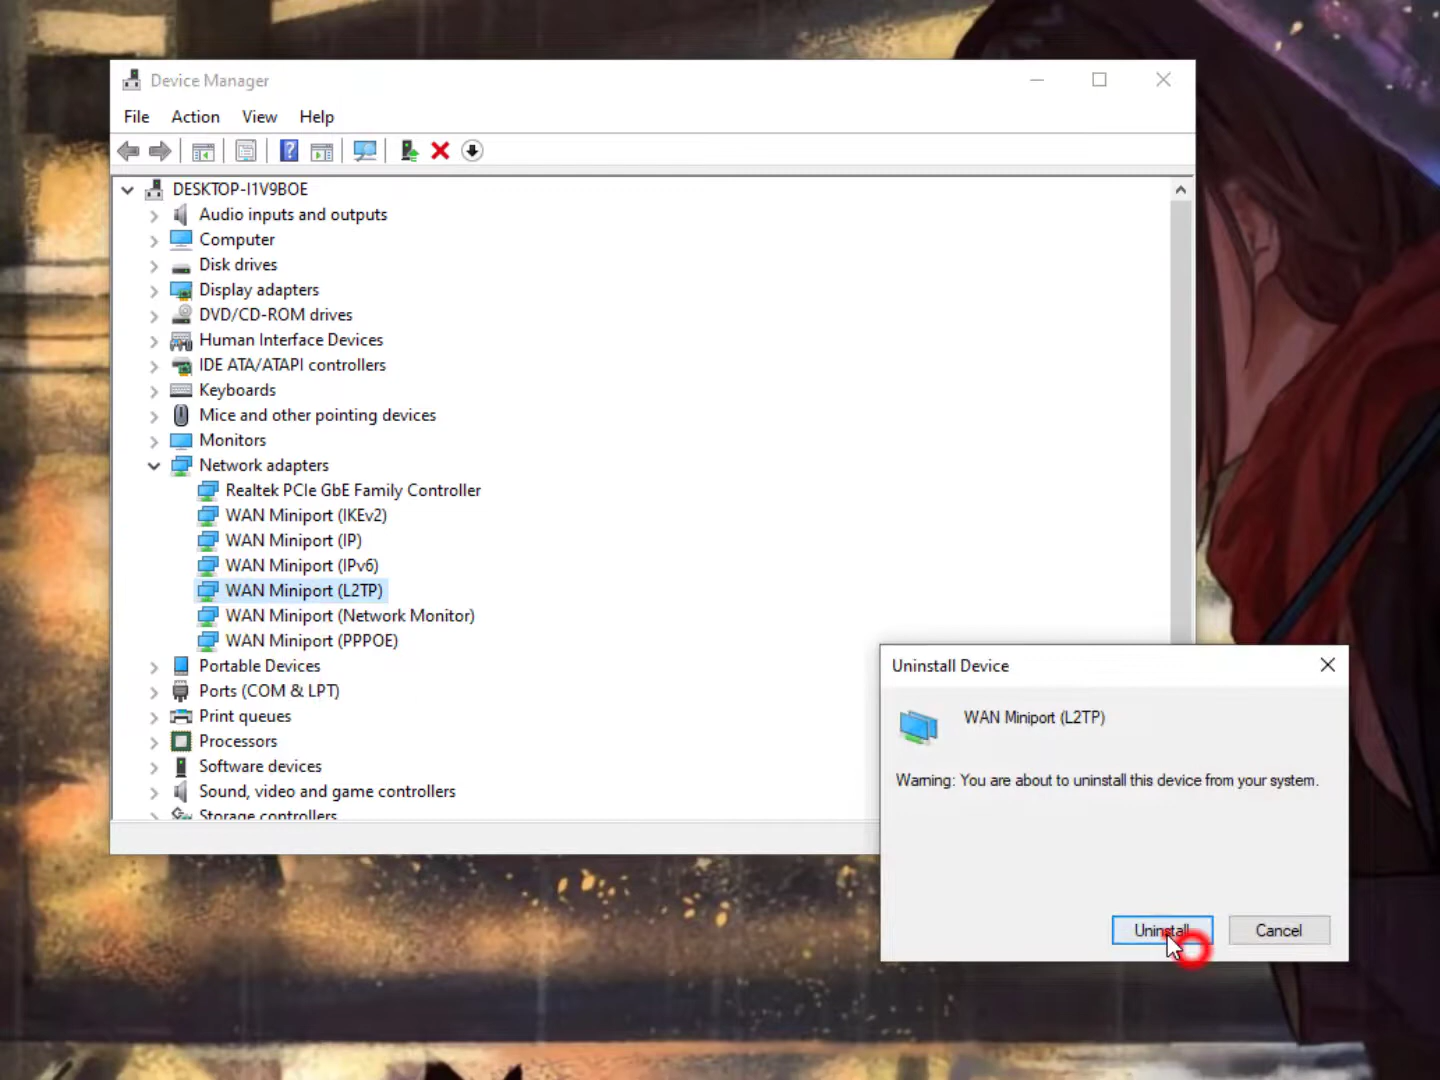 Device Manager
File Action View Help
DESKTOP-I1V9BOE
Audio inputs and outputs
Computer
Disk drives
Display adapters
DVD/CD-ROM drives
Human Interface Devices
IDE ATA/ATAPI controllers
Keyboards
Mice and other pointing devices
Monitors
Network adapters
Realtek PCIe GbE Family Controller
WAN Miniport (IKEv2)
WAN Miniport (IP)
WAN Miniport (IPv6)
WAN Miniport (L2TP)
WAN Miniport (Network Monitor)
WAN Miniport (PPPOE)
Portable Devices
Ports (COM & LPT)
Print queues
Processors
Software devices
Sound, video and game controllers
Storage controllers
Uninstall Device
WAN Miniport (L2TP)
Warning: You are about to uninstall this device from your system.
Uninstall Cancel